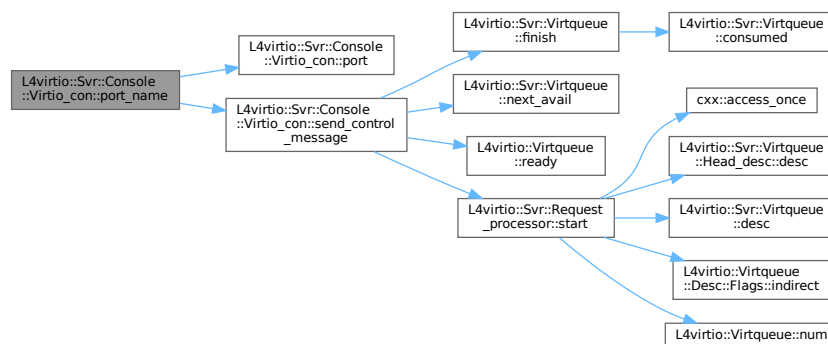 L4virtio::Svr::Console
::Virtio_con::port_name
L4virtio::Svr::Console
::Virtio_con::port
L4virtio::Svr::Console
::Virtio_con::send_control
_message
L4virtio::Svr::Virtqueue
::finish
L4virtio::Svr::Virtqueue
::next_avail
L4virtio::Virtqueue
::ready
L4virtio::Svr::Request
_processor::start
L4virtio::Svr::Virtqueue
::consumed
cxx::access_once
L4virtio::Svr::Virtqueue
::Head_desc::desc
L4virtio::Svr::Virtqueue
::desc
L4virtio::Virtqueue
::Desc::Flags::indirect
L4virtio::Virtqueue::num